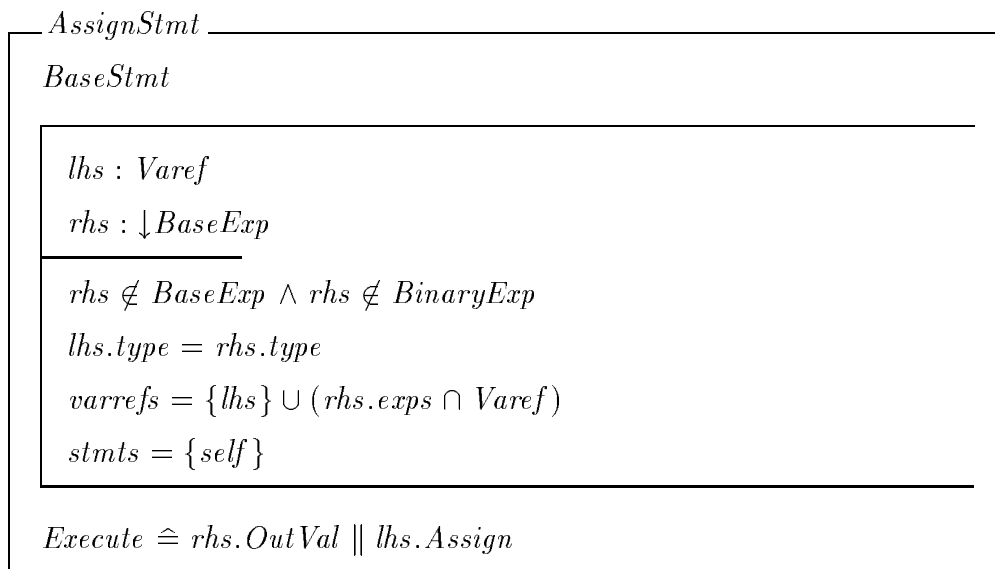 AssignStmt
BaseStmt
lhs : Varef
rhs : ↓BaseExp
rhs ∉ BaseExp ∧ rhs ∉ BinaryExp
lhs.type = rhs.type
varrefs = {lhs} ∪ (rhs.exps ∩ Varef)
stmts = {self}
Execute ≙ rhs.OutVal ∥ lhs.Assign